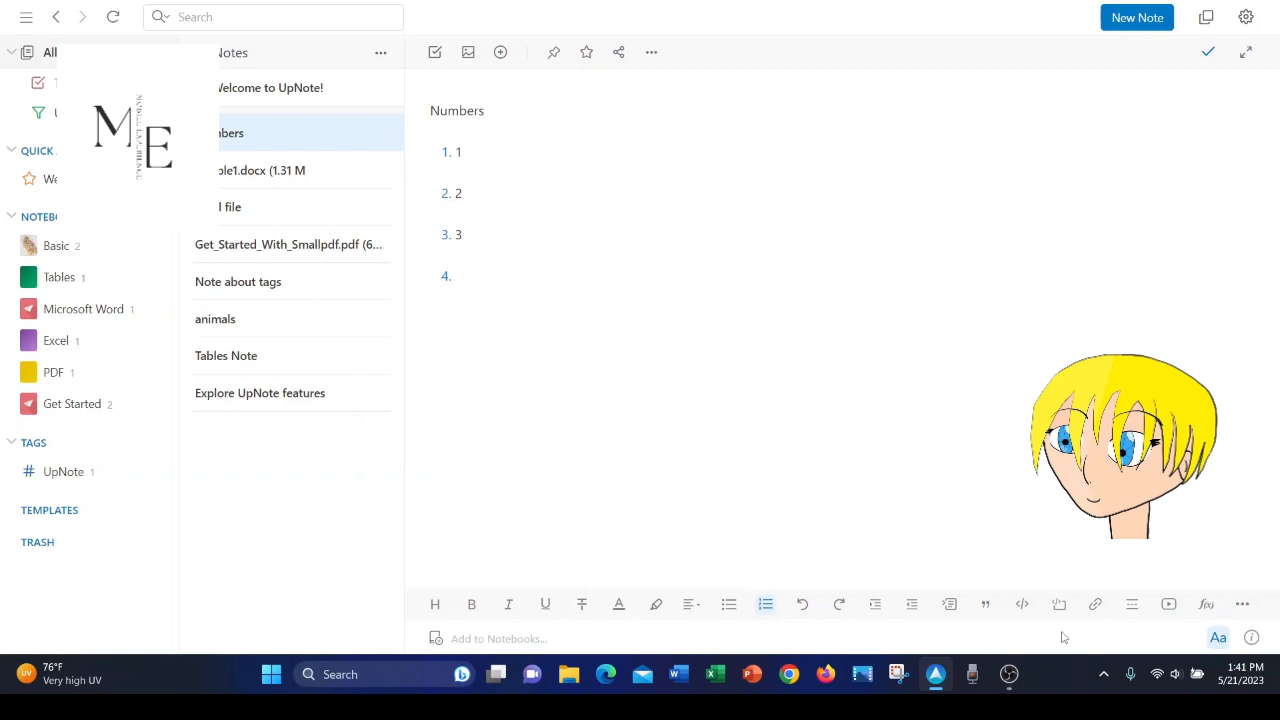 Search
New Note
All
Notes
Welcome to UpNote!
Numbers
1. 1
2. 2
3. 3
4.
ME
QUICK
We
NOTEB
Basic 2
Tables 1
Microsoft Word 1
Excel 1
PDF 1
Get Started 2
TAGS
# UpNote 1
TEMPLATES
TRASH
mbers
ple1.docx (1.31 M
l file
Get_Started_With_Smallpdf.pdf (6...
Note about tags
animals
Tables Note
Explore UpNote features
H B I U T A f(x)
Add to Notebooks...
Aa
76°F
Very high UV
Search
1:41 PM
5/21/2023